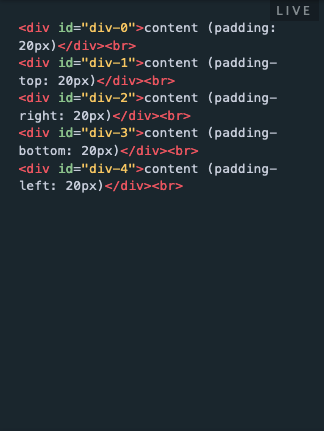 LIVE
<div id="div-0">content (padding:
20px)</div><br>
<div id="div-1">content (padding-
top: 20px)</div><br>
<div id="div-2">content (padding-
right: 20px)</div><br>
<div id="div-3">content (padding-
bottom: 20px)</div><br>
<div id="div-4">content (padding-
left: 20px)</div><br>